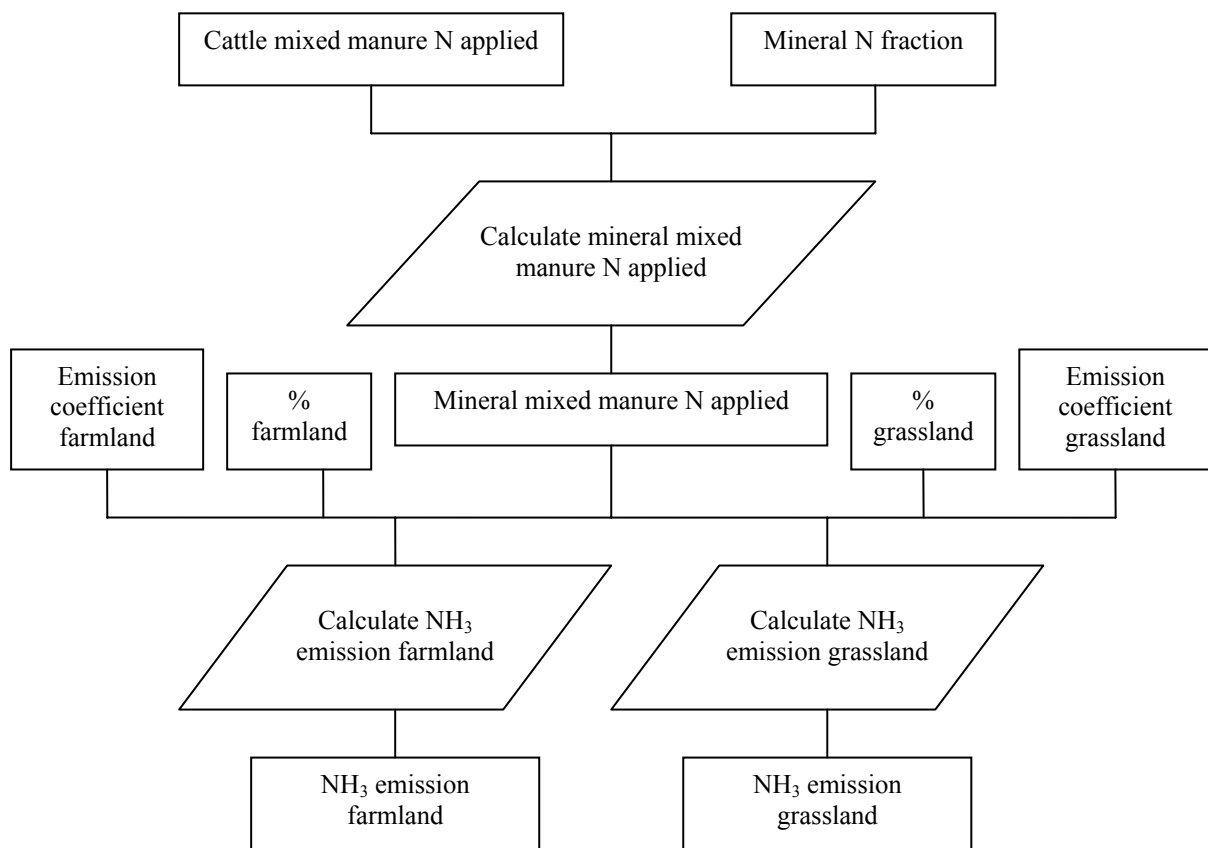 Cattle mixed manure N applied
Mineral N fraction
Calculate mineral mixed
manure N applied
Emission
coefficient
farmland
%
farmland
Mineral mixed manure N applied
%
grassland
Emission
coefficient
grassland
Calculate NH₃
emission farmland
Calculate NH₃
emission grassland
NH₃ emission
farmland
NH₃ emission
grassland